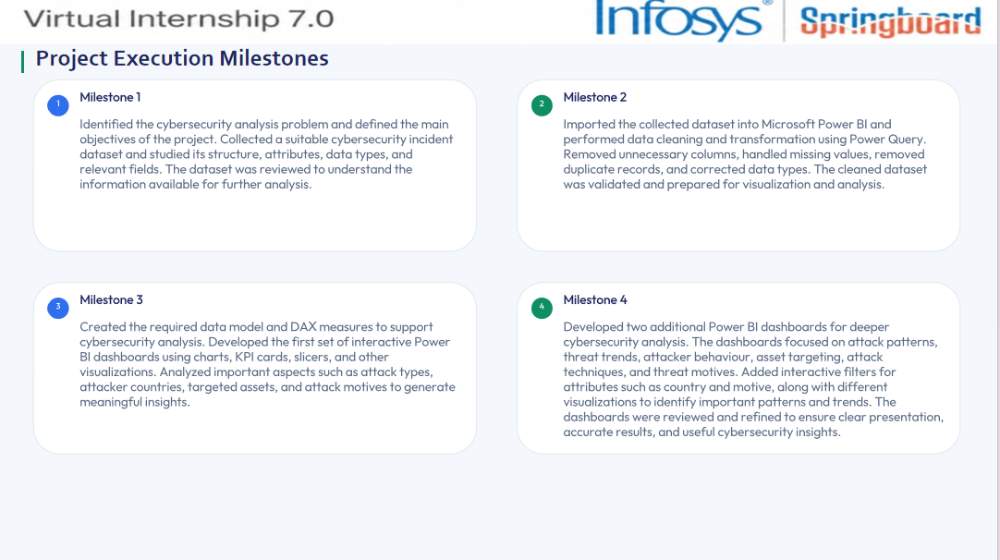 Virtual Internship 7.0
Infosys®
Springboard
Project Execution Milestones
1
Milestone 1
Identified the cybersecurity analysis problem and defined the main
objectives of the project. Collected a suitable cybersecurity incident
dataset and studied its structure, attributes, data types, and
relevant fields. The dataset was reviewed to understand the
information available for further analysis.
2
Milestone 2
Imported the collected dataset into Microsoft Power BI and
performed data cleaning and transformation using Power Query.
Removed unnecessary columns, handled missing values, removed
duplicate records, and corrected data types. The cleaned dataset
was validated and prepared for visualization and analysis.
3
Milestone 3
Created the required data model and DAX measures to support
cybersecurity analysis. Developed the first set of interactive Power
BI dashboards using charts, KPI cards, slicers, and other
visualizations. Analyzed important aspects such as attack types,
attacker countries, targeted assets, and attack motives to generate
meaningful insights.
4
Milestone 4
Developed two additional Power BI dashboards for deeper
cybersecurity analysis. The dashboards focused on attack patterns,
threat trends, attacker behaviour, asset targeting, attack
techniques, and threat motives. Added interactive filters for
attributes such as country and motive, along with different
visualizations to identify important patterns and trends. The
dashboards were reviewed and refined to ensure clear presentation,
accurate results, and useful cybersecurity insights.